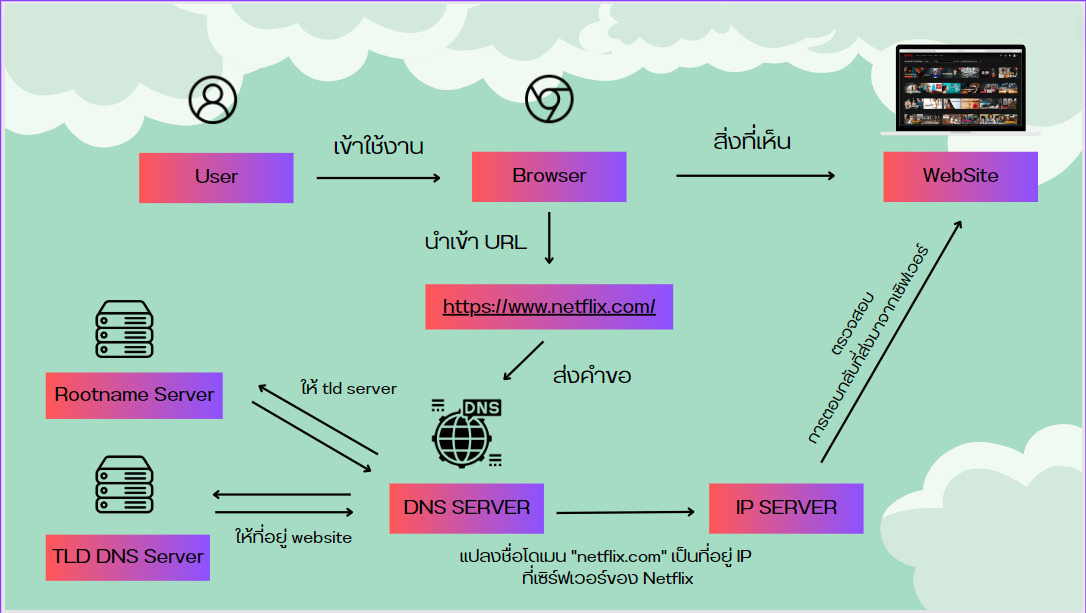 เข้าใช้งาน
สิ่งที่เห็น
User
Browser
WebSite
นำเข้า URL
https://www.netflix.com/
ส่งคำขอ
ตรวจสอบ
การตอบกลับที่ส่งมาจากเซิฟเวอร์
Rootname Server
ให้ tld server
DNS
DNS SERVER
IP SERVER
ให้ที่อยู่ website
TLD DNS Server
แปลงชื่อโดเมน "netflix.com" เป็นที่อยู่ IP
ที่เซิร์ฟเวอร์ของ Netflix